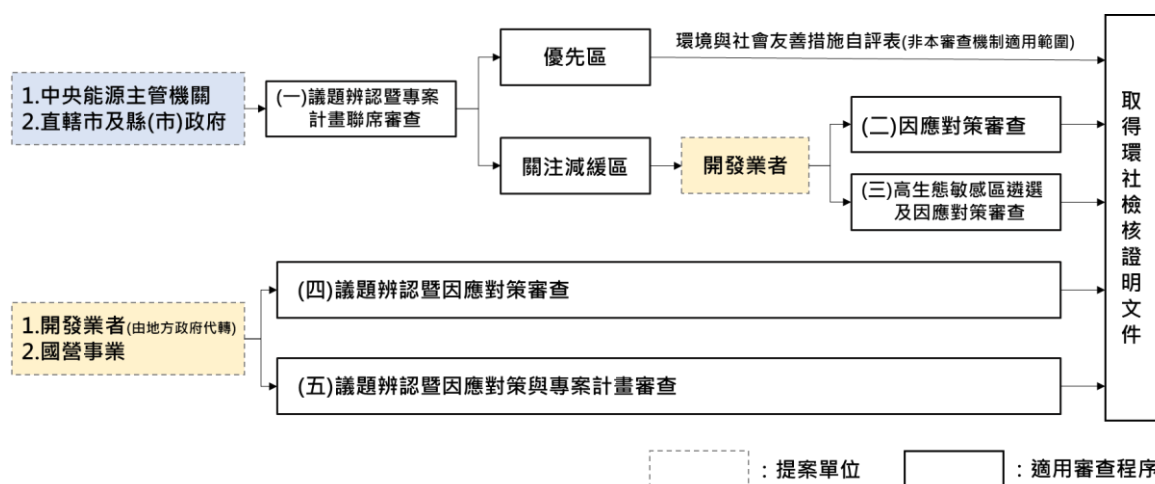 優先區
環境與社會友善措施自評表(非本審查機制適用範圍)
1.中央能源主管機關
2.直轄市及縣(市)政府
(一)議題辨認暨專案
計畫聯席審查
關注減緩區
開發業者
(二)因應對策審查
(三)高生態敏感區遴選
及因應對策審查
取得環社檢核證明文件
1.開發業者(由地方政府代轉)
2.國營事業
(四)議題辨認暨因應對策審查
(五)議題辨認暨因應對策與專案計畫審查
：提案單位
：適用審查程序